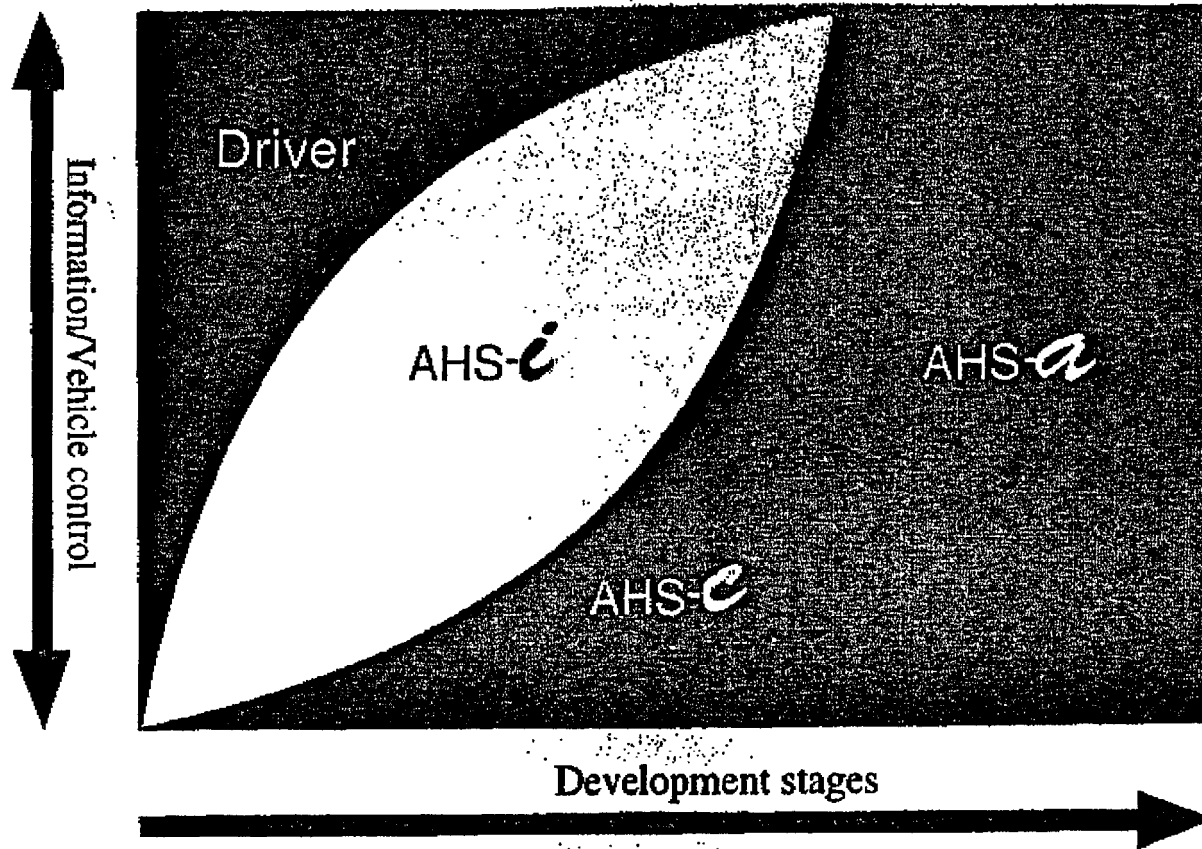 Driver
Information/Vehicle control
AHS-i
AHS-a
AHS-c
Development stages